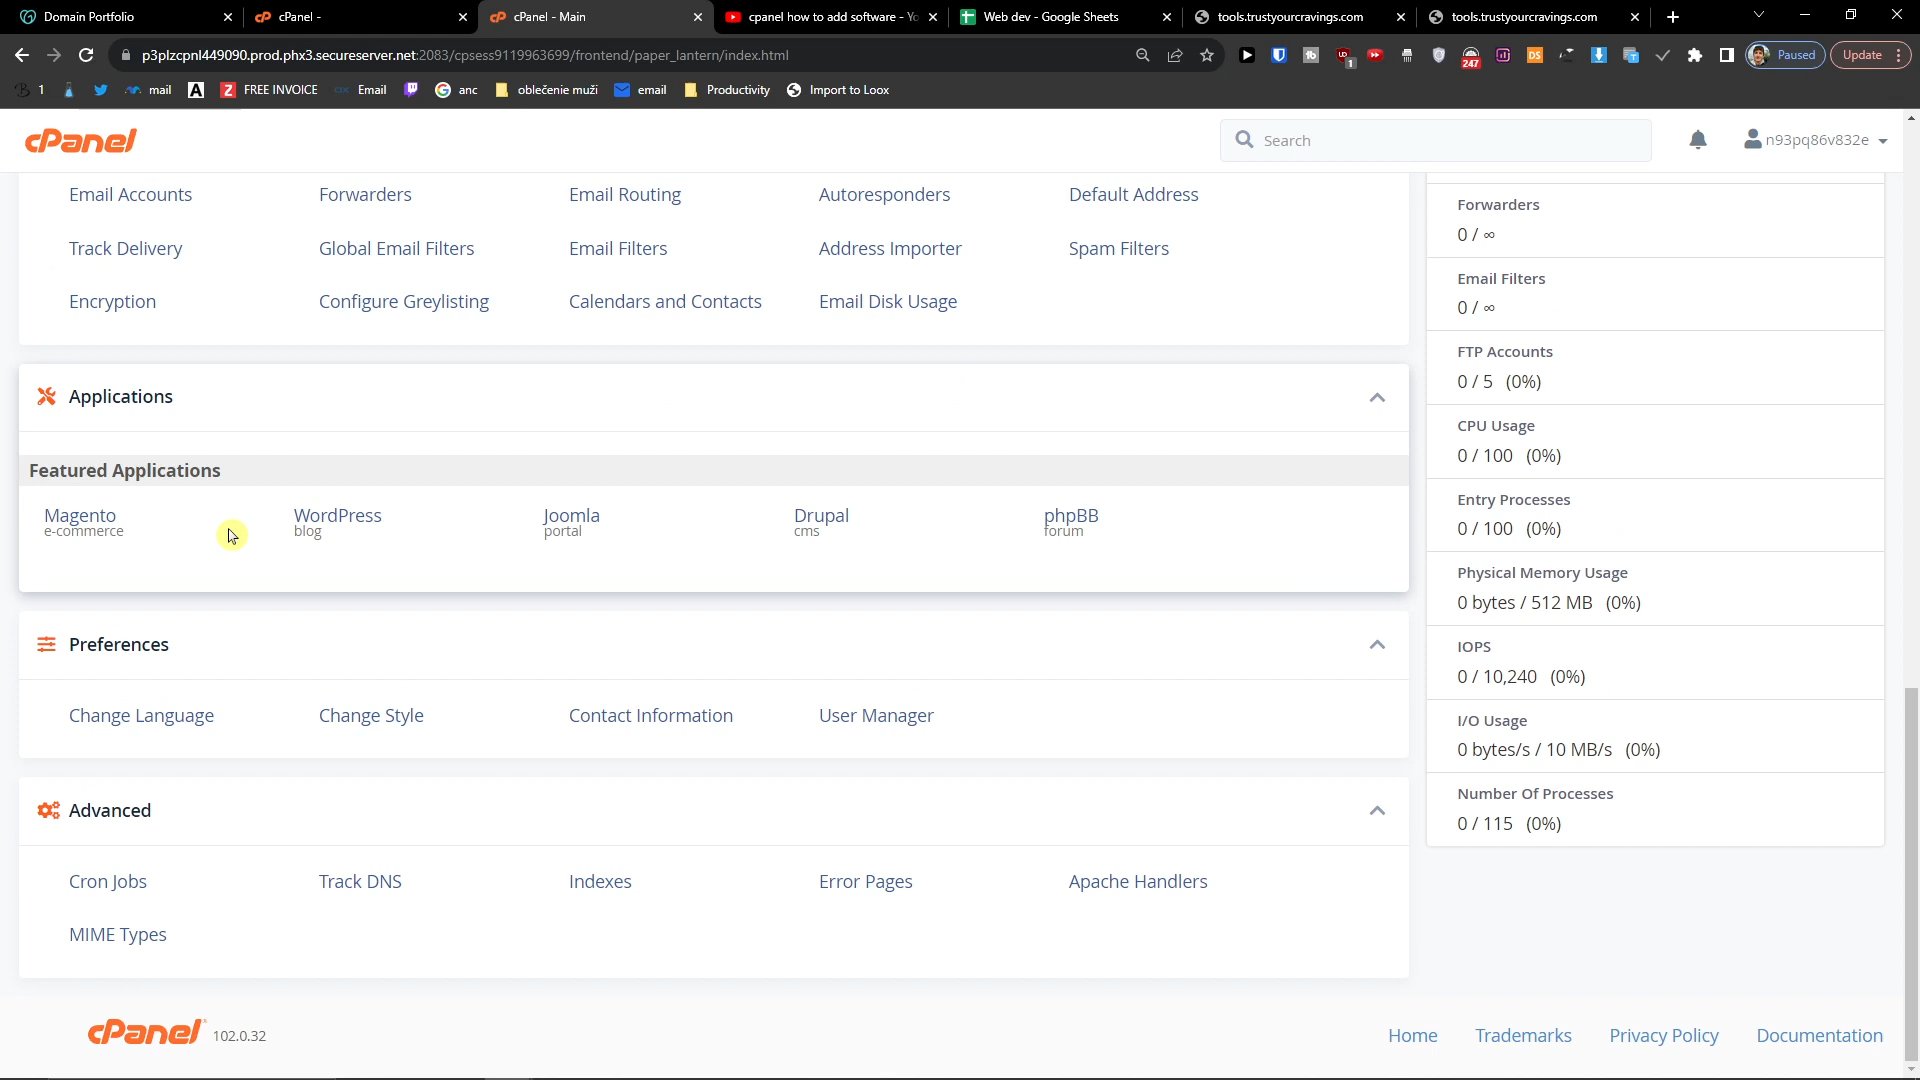 Domain Portfolio
cPanel -
cPanel - Main
cpanel how to add software - Yo
Web dev - Google Sheets
tools.trustyourcravings.com
tools.trustyourcravings.com
p3plzcpnl449090.prod.phx3.secureserver.net:2083/cpsess9119963699/frontend/paper_lantern/index.html
1
247
Paused
Update
1
mail
FREE INVOICE
Email
anc
oblečenie muži
email
Productivity
Import to Loox
cPanel
Search
n93pq86v832e
Email Accounts
Forwarders
Email Routing
Autoresponders
Default Address
Track Delivery
Global Email Filters
Email Filters
Address Importer
Spam Filters
Encryption
Configure Greylisting
Calendars and Contacts
Email Disk Usage
Applications
Featured Applications
Magento
e-commerce
WordPress
blog
Joomla
portal
Drupal
cms
phpBB
forum
Preferences
Change Language
Change Style
Contact Information
User Manager
Advanced
Cron Jobs
Track DNS
Indexes
Error Pages
Apache Handlers
MIME Types
Forwarders
0 / ∞
Email Filters
0 / ∞
FTP Accounts
0 / 5 (0%)
CPU Usage
0 / 100 (0%)
Entry Processes
0 / 100 (0%)
Physical Memory Usage
0 bytes / 512 MB (0%)
IOPS
0 / 10,240 (0%)
I/O Usage
0 bytes/s / 10 MB/s (0%)
Number Of Processes
0 / 115 (0%)
cPanel 102.0.32
Home
Trademarks
Privacy Policy
Documentation